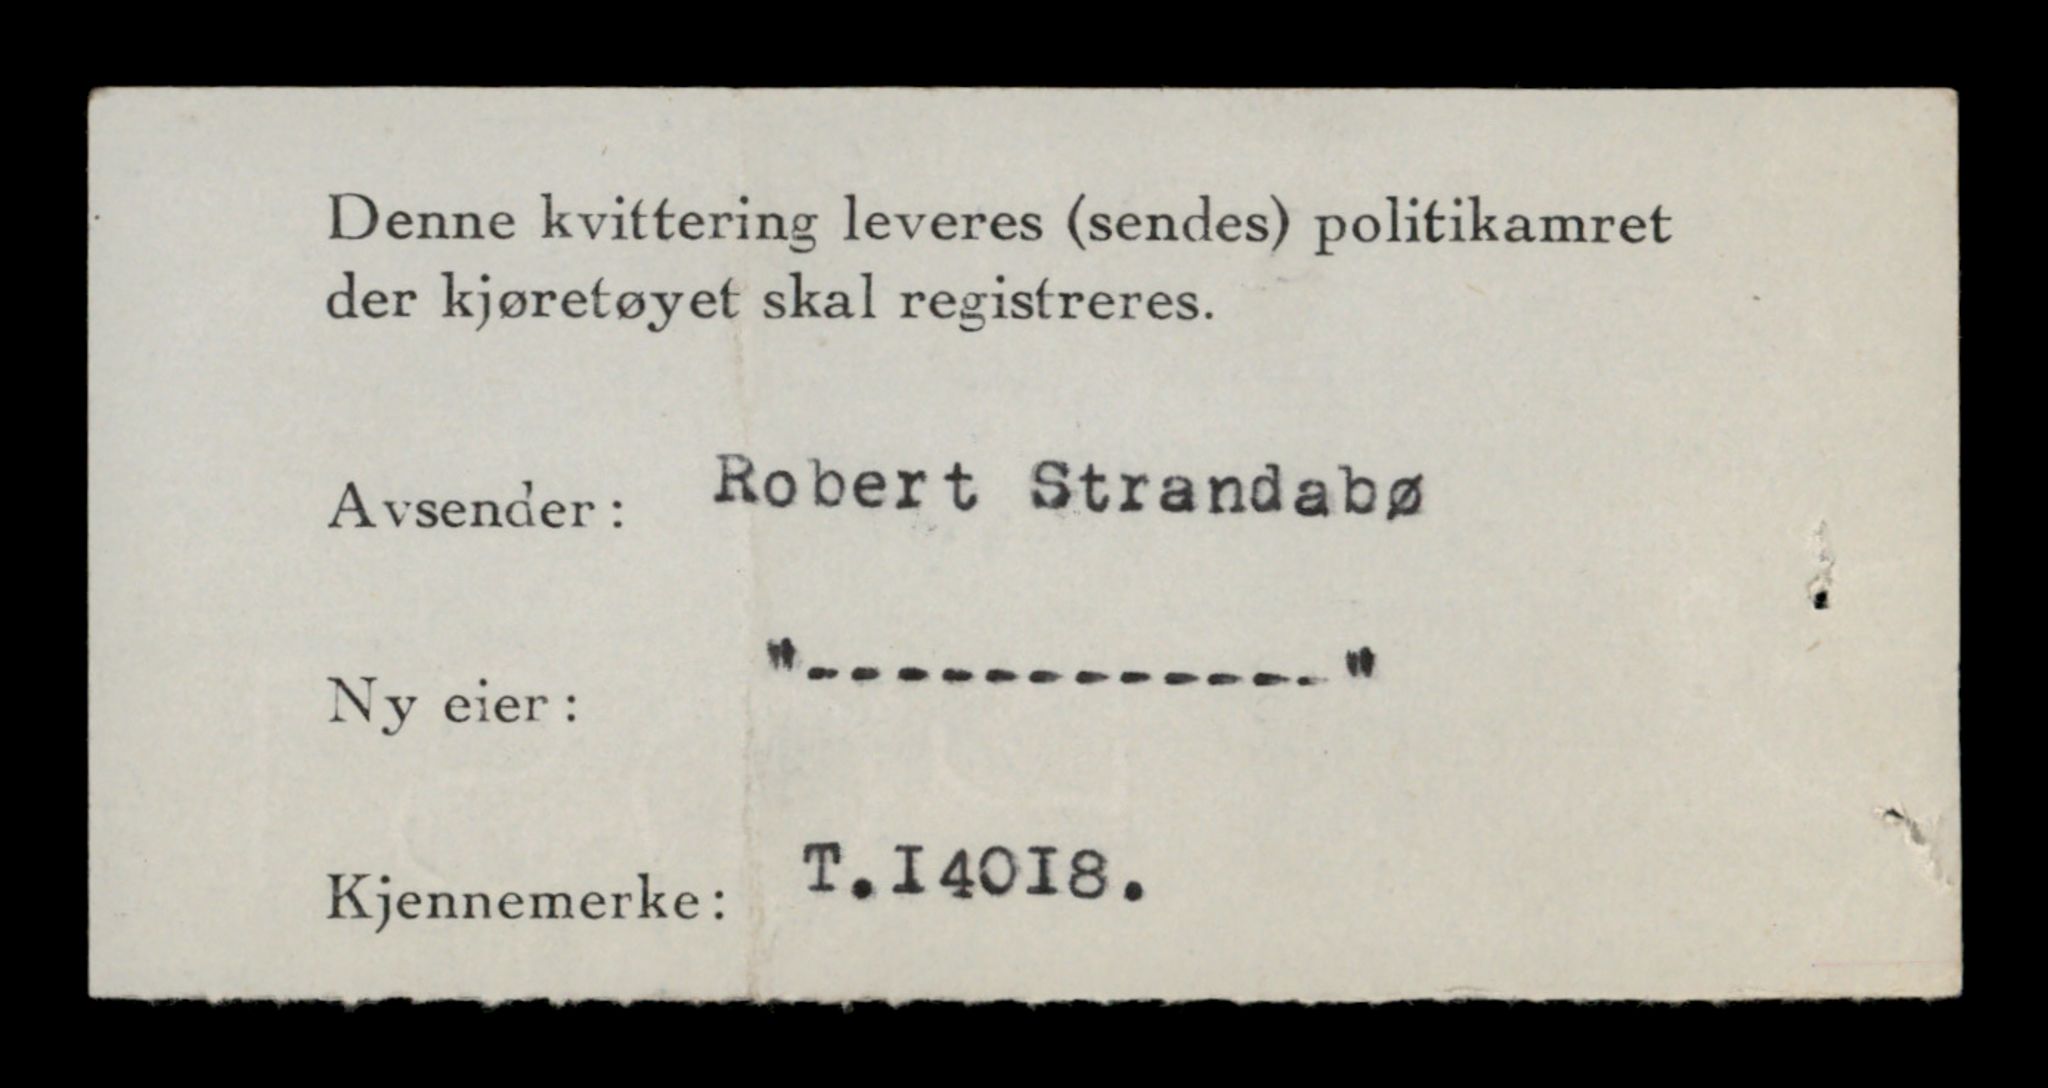 Denne kvittering leveres (sendes) politikamret
der kjøretøyet skal registreres.
Avsender: Robert Strandabø
Ny eier: "------------"
Kjennemerke: T.I40I8.